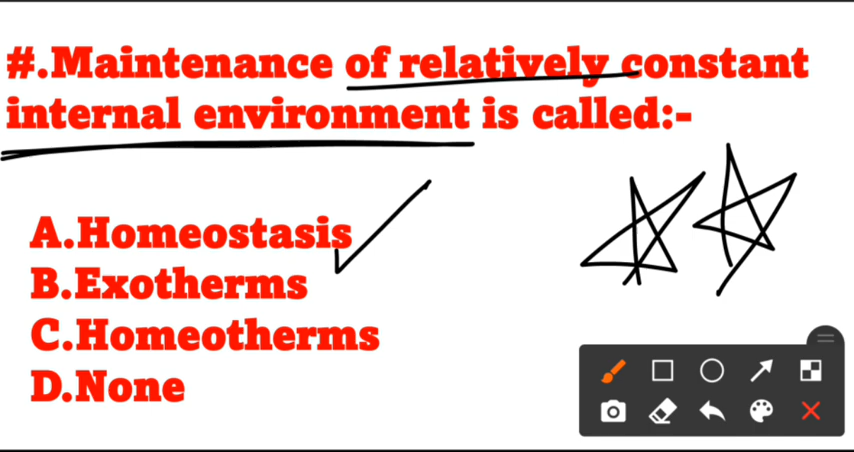 #.Maintenance of relatively constant
internal environment is called:-
A.Homeostasis
B.Exotherms
C.Homeotherms
D.None